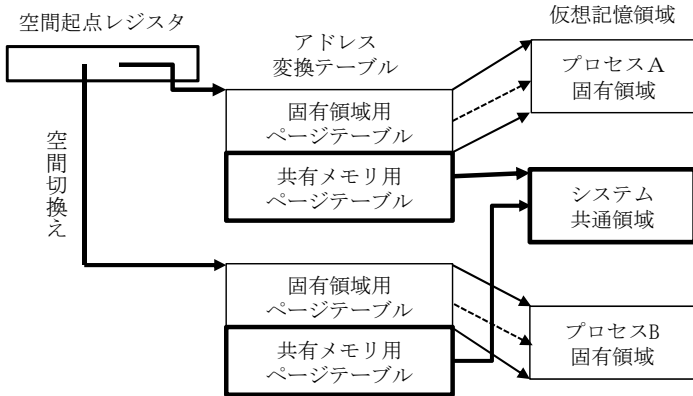 空間起点レジスタ
アドレス
変換テーブル
仮想記憶領域
固有領域用
ページテーブル
共有メモリ用
ページテーブル
プロセスA
固有領域
システム
共通領域
空間切換え
固有領域用
ページテーブル
共有メモリ用
ページテーブル
プロセスB
固有領域